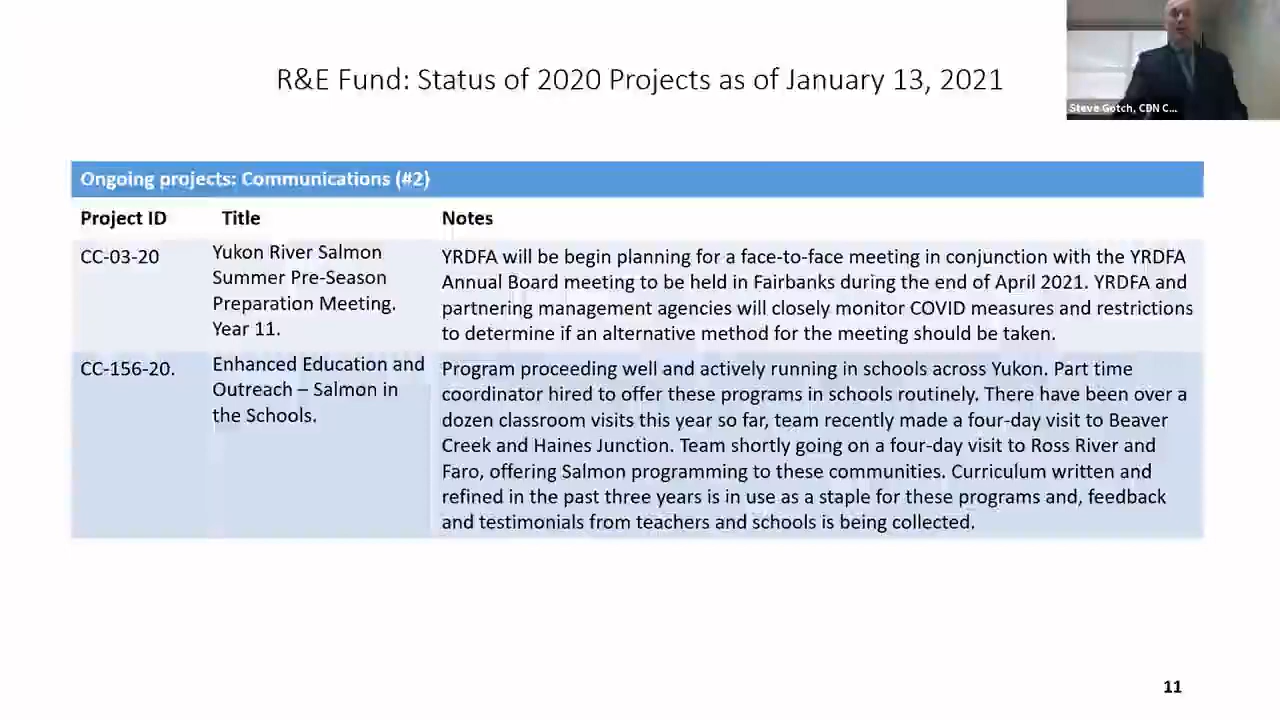 R&E Fund: Status of 2020 Projects as of January 13, 2021
Steve Gotch, CDN C...
Ongoing projects: Communications (#2)
Project ID Title Notes
CC-03-20
Yukon River Salmon
Summer Pre-Season
Preparation Meeting.
Year 11.
YRDFA will be begin planning for a face-to-face meeting in conjunction with the YRDFA
Annual Board meeting to be held in Fairbanks during the end of April 2021. YRDFA and
partnering management agencies will closely monitor COVID measures and restrictions
to determine if an alternative method for the meeting should be taken.
CC-156-20.
Enhanced Education and
Outreach – Salmon in
the Schools.
Program proceeding well and actively running in schools across Yukon. Part time
coordinator hired to offer these programs in schools routinely. There have been over a
dozen classroom visits this year so far, team recently made a four-day visit to Beaver
Creek and Haines Junction. Team shortly going on a four-day visit to Ross River and
Faro, offering Salmon programming to these communities. Curriculum written and
refined in the past three years is in use as a staple for these programs and, feedback
and testimonials from teachers and schools is being collected.
11